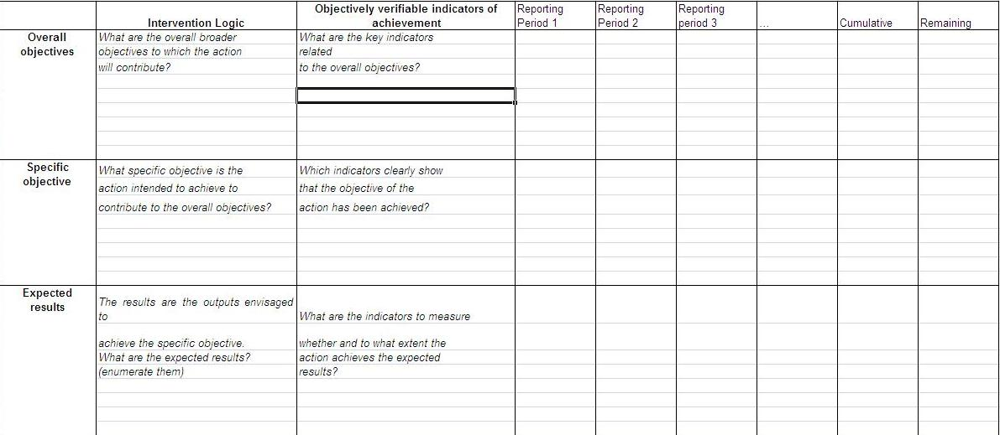 Intervention Logic
Objectively verifiable indicators of
achievement
Reporting
Period 1
Reporting
Period 2
Reporting
period 3
...
Cumulative
Remaining
Overall
objectives
What are the overall broader
objectives to which the action
will contribute?
What are the key indicators
related
to the overall objectives?
Specific
objective
What specific objective is the
action intended to achieve to
contribute to the overall objectives?
Which indicators clearly show
that the objective of the
action has been achieved?
Expected
results
The results are the outputs envisaged
to
achieve the specific objective.
What are the expected results?
(enumerate them)
What are the indicators to measure
whether and to what extent the
action achieves the expected
results?